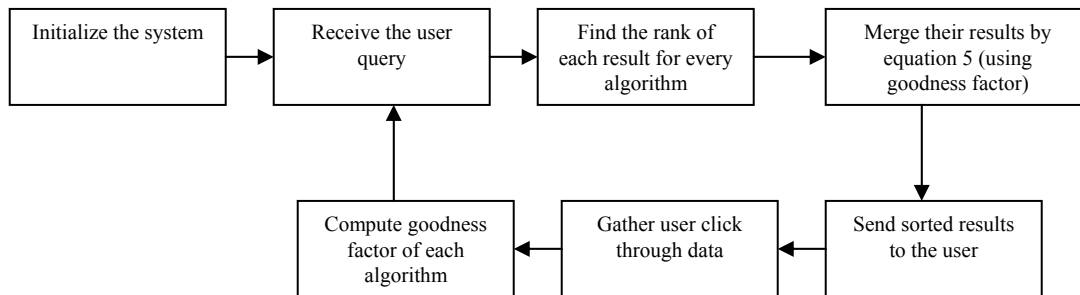 Initialize the system
Receive the user
query
Find the rank of
each result for every
algorithm
Merge their results by
equation 5 (using
goodness factor)
Send sorted results
to the user
Gather user click
through data
Compute goodness
factor of each
algorithm